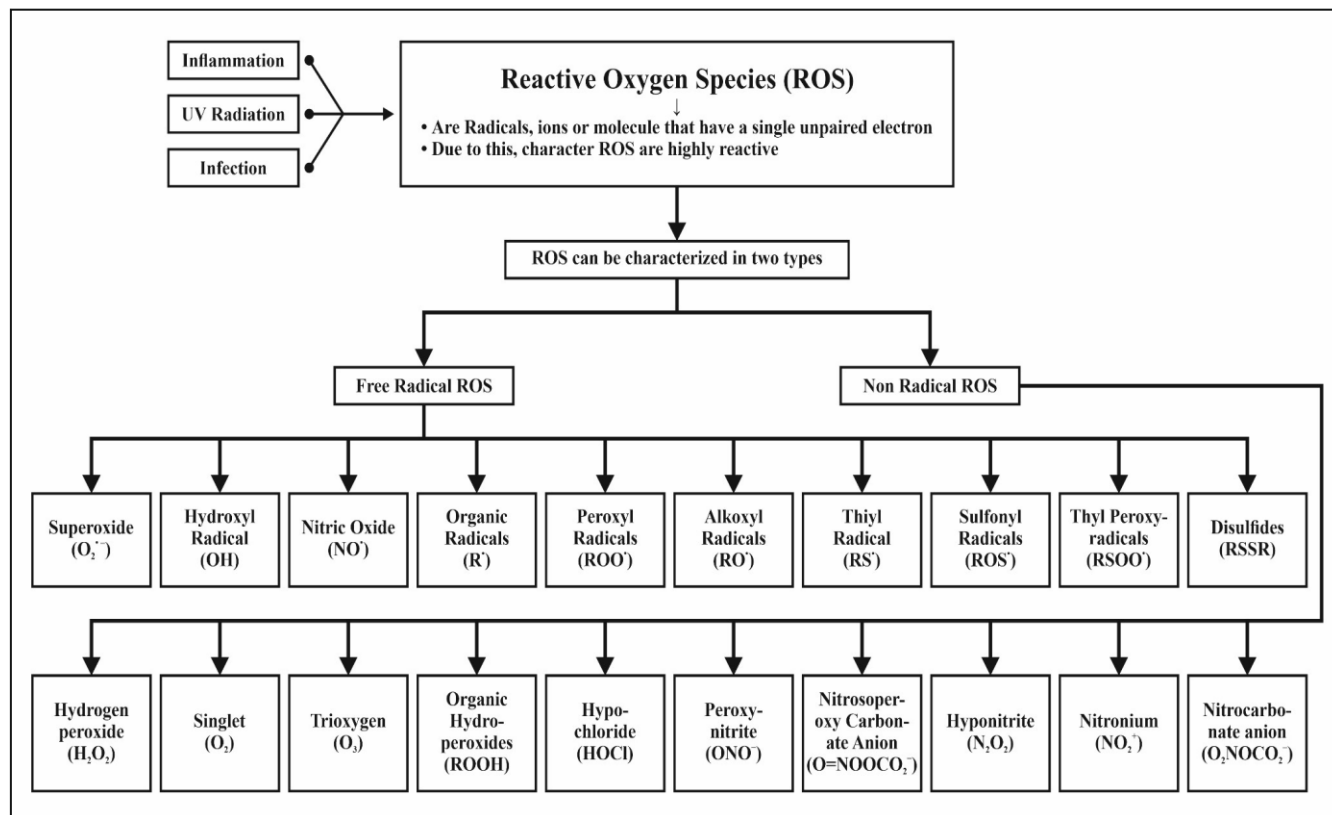 Inflammation
UV Radiation
Infection
Reactive Oxygen Species (ROS)
↓
• Are Radicals, ions or molecule that have a single unpaired electron
• Due to this, character ROS are highly reactive
ROS can be characterized in two types
Free Radical ROS
Non Radical ROS
Superoxide
(O₂˙⁻)
Hydroxyl
Radical
(OH)
Nitric Oxide
(NO˙)
Organic
Radicals
(R˙)
Peroxyl
Radicals
(ROO˙)
Alkoxyl
Radicals
(RO˙)
Thiyl
Radical
(RS˙)
Sulfonyl
Radicals
(ROS˙)
Thyl Peroxy-
radicals
(RSOO˙)
Disulfides
(RSSR)
Hydrogen
peroxide
(H₂O₂)
Singlet
(O₂)
Trioxygen
(O₃)
Organic
Hydro-
peroxides
(ROOH)
Hypo-
chloride
(HOCl)
Peroxy-
nitrite
(ONO⁻)
Nitrosoper-
oxy Carbon-
ate Anion
(O=NOOCO₂⁻)
Hyponitrite
(N₂O₂)
Nitronium
(NO₂⁺)
Nitrocarbo-
nate anion
(O₂NOCO₂⁻)